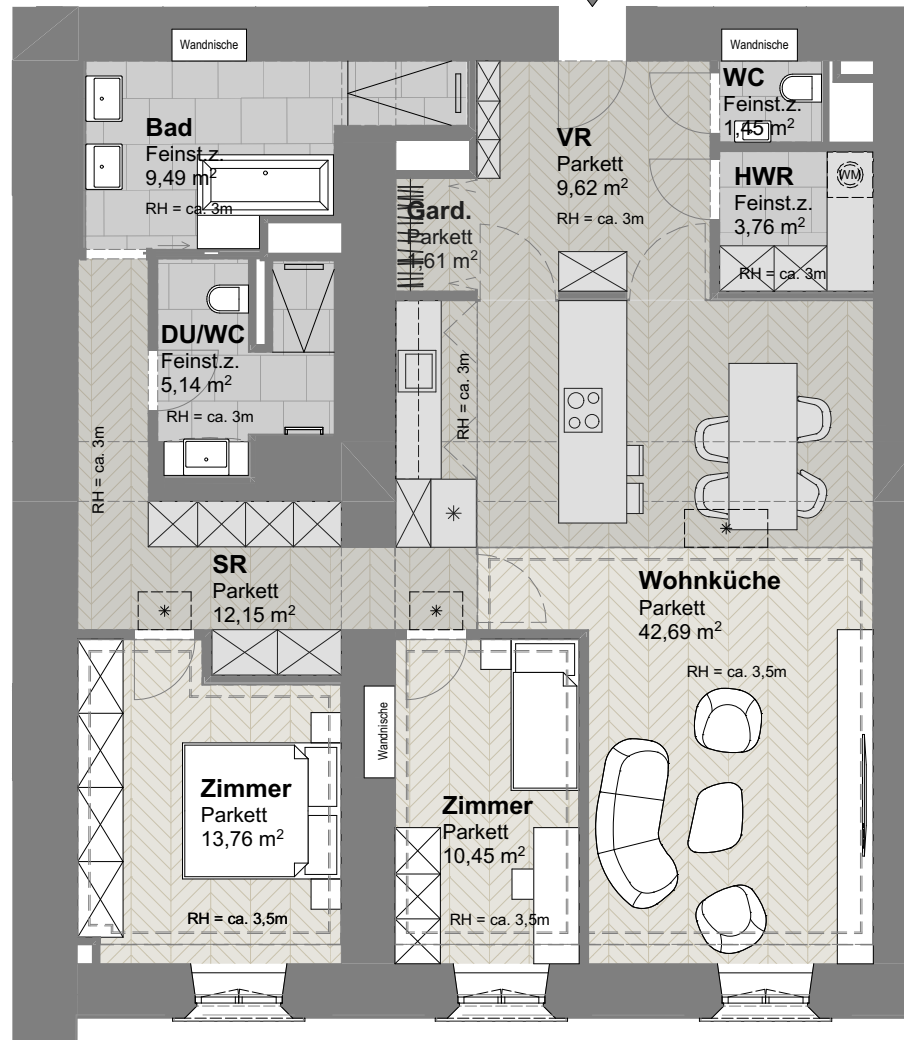 Wandnische
Wandnische
Bad
Feinst.z.
9,49 m²
RH = ca. 3m
WC
Feinst.z.
1,45 m²
VR
Parkett
9,62 m²
RH = ca. 3m
HWR
Feinst.z.
3,76 m²
RH = ca. 3m
WM
Gard.
Parkett
1,61 m²
DU/WC
Feinst.z.
5,14 m²
RH = ca. 3m
RH = ca. 3m
RH = ca. 3m
SR
Parkett
12,15 m²
Wohnküche
Parkett
42,69 m²
RH = ca. 3,5m
Wandnische
Zimmer
Parkett
13,76 m²
RH = ca. 3,5m
Zimmer
Parkett
10,45 m²
RH = ca. 3,5m